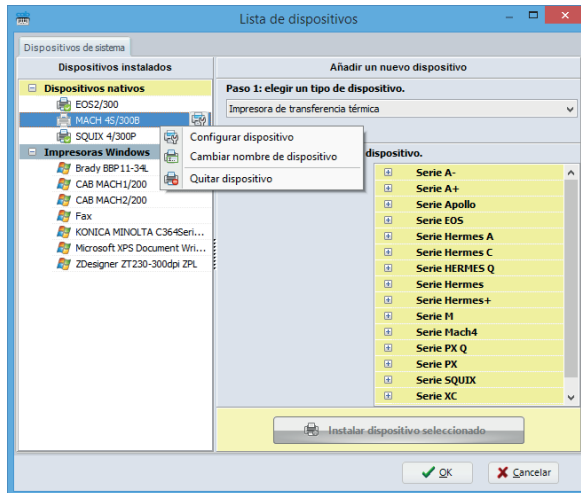 Lista de dispositivos
Dispositivos de sistema
Dispositivos instalados
Añadir un nuevo dispositivo
Dispositivos nativos
EOS2/300
MACH 4S/300B
SQUIX 4/300P
Impresoras Windows
Brady BBP11-34L
CAB MACH1/200
CAB MACH2/200
Fax
KONICA MINOLTA C364Seri...
Microsoft XPS Document Wri...
ZDesigner ZT230-300dpi ZPL
Configurar dispositivo
Cambiar nombre de dispositivo
Quitar dispositivo
Paso 1: elegir un tipo de dispositivo.
Impresora de transferencia térmica
dispositivo.
Serie A-
Serie A+
Serie Apollo
Serie EOS
Serie Hermes A
Serie Hermes C
Serie HERMES Q
Serie Hermes
Serie Hermes+
Serie M
Serie Mach4
Serie PX Q
Serie PX
Serie SQUIX
Serie XC
Instalar dispositivo seleccionado
OK
Cancelar